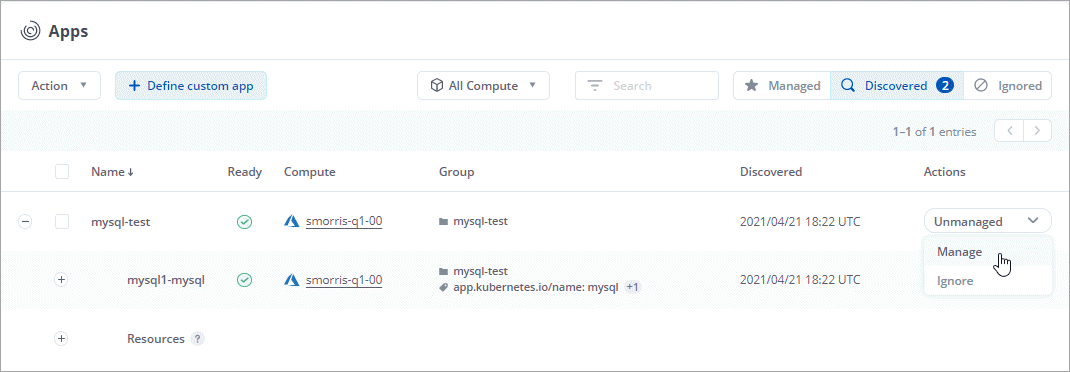 Apps
Action
+ Define custom app
All Compute
Search
Managed
Discovered 2
Ignored
1–1 of 1 entries
Name
Ready
Compute
Group
Discovered
Actions
mysql-test
smorris-q1-00
mysql-test
2021/04/21 18:22 UTC
Unmanaged
Manage
Ignore
mysql1-mysql
smorris-q1-00
mysql-test
app.kubernetes.io/name: mysql +1
2021/04/21 18:22 UTC
Resources ?